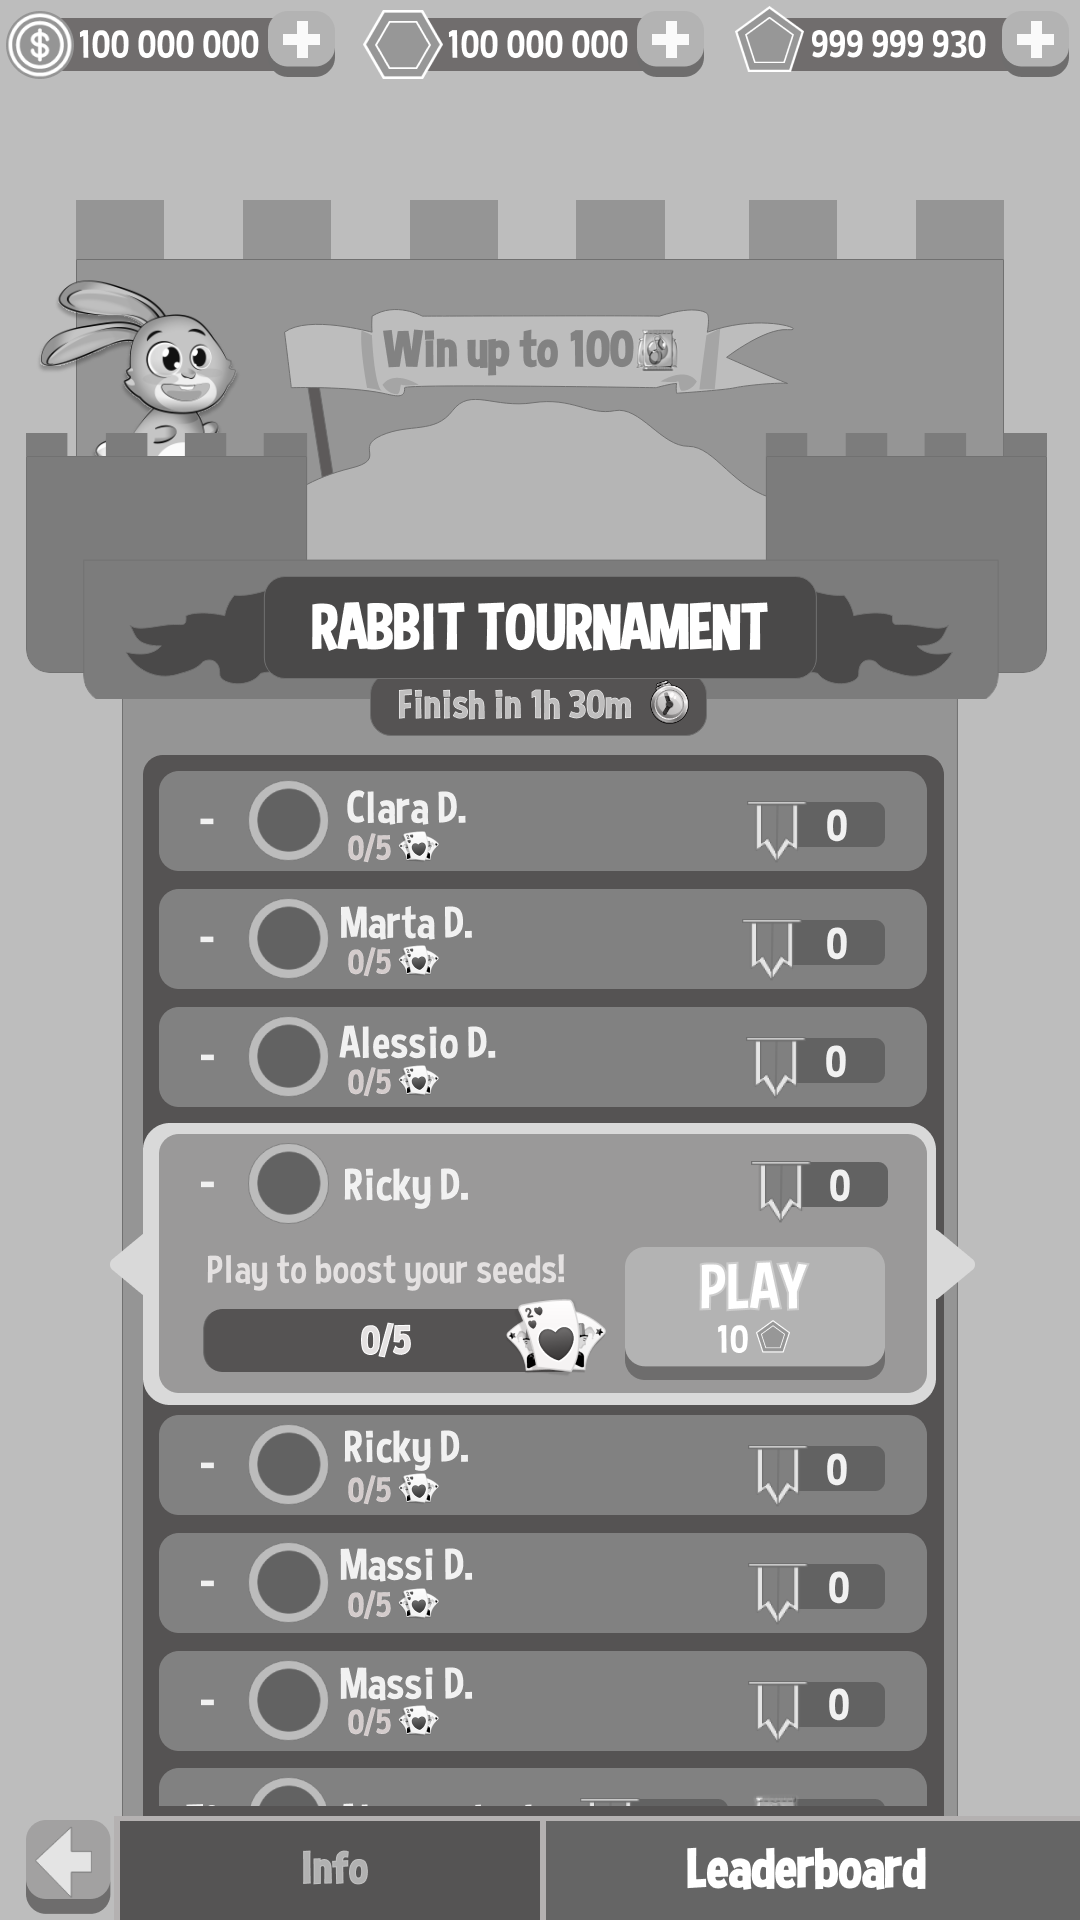 100 000 000 100 000 000 999 999 930
Win up to 100
RABBIT TOURNAMENT
Finish in 1h 30m
- Clara D. 0
0/5
- Marta D. 0
0/5
- Alessio D. 0
0/5
- Ricky D. 0
Play to boost your seeds!
PLAY
0/5
10
- Ricky D. 0
0/5
- Massi D. 0
0/5
- Massi D. 0
0/5
Info Leaderboard